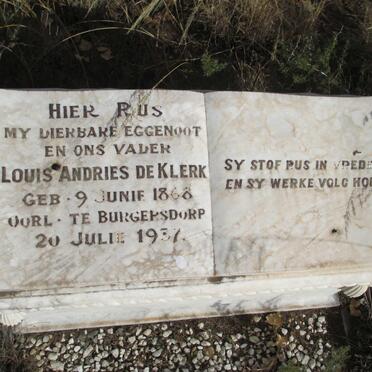 HIER RUS
MY DIERBARE EGGENOOT
EN ONS VADER
LOUIS ANDRIES DE KLERK
GEB. 9 JUNIE 1868
OORL. TE BURGERSDORP
20 JULIE 1937.
SY STOF RUS IN VREDE
EN SY WERKE VOLG HOM